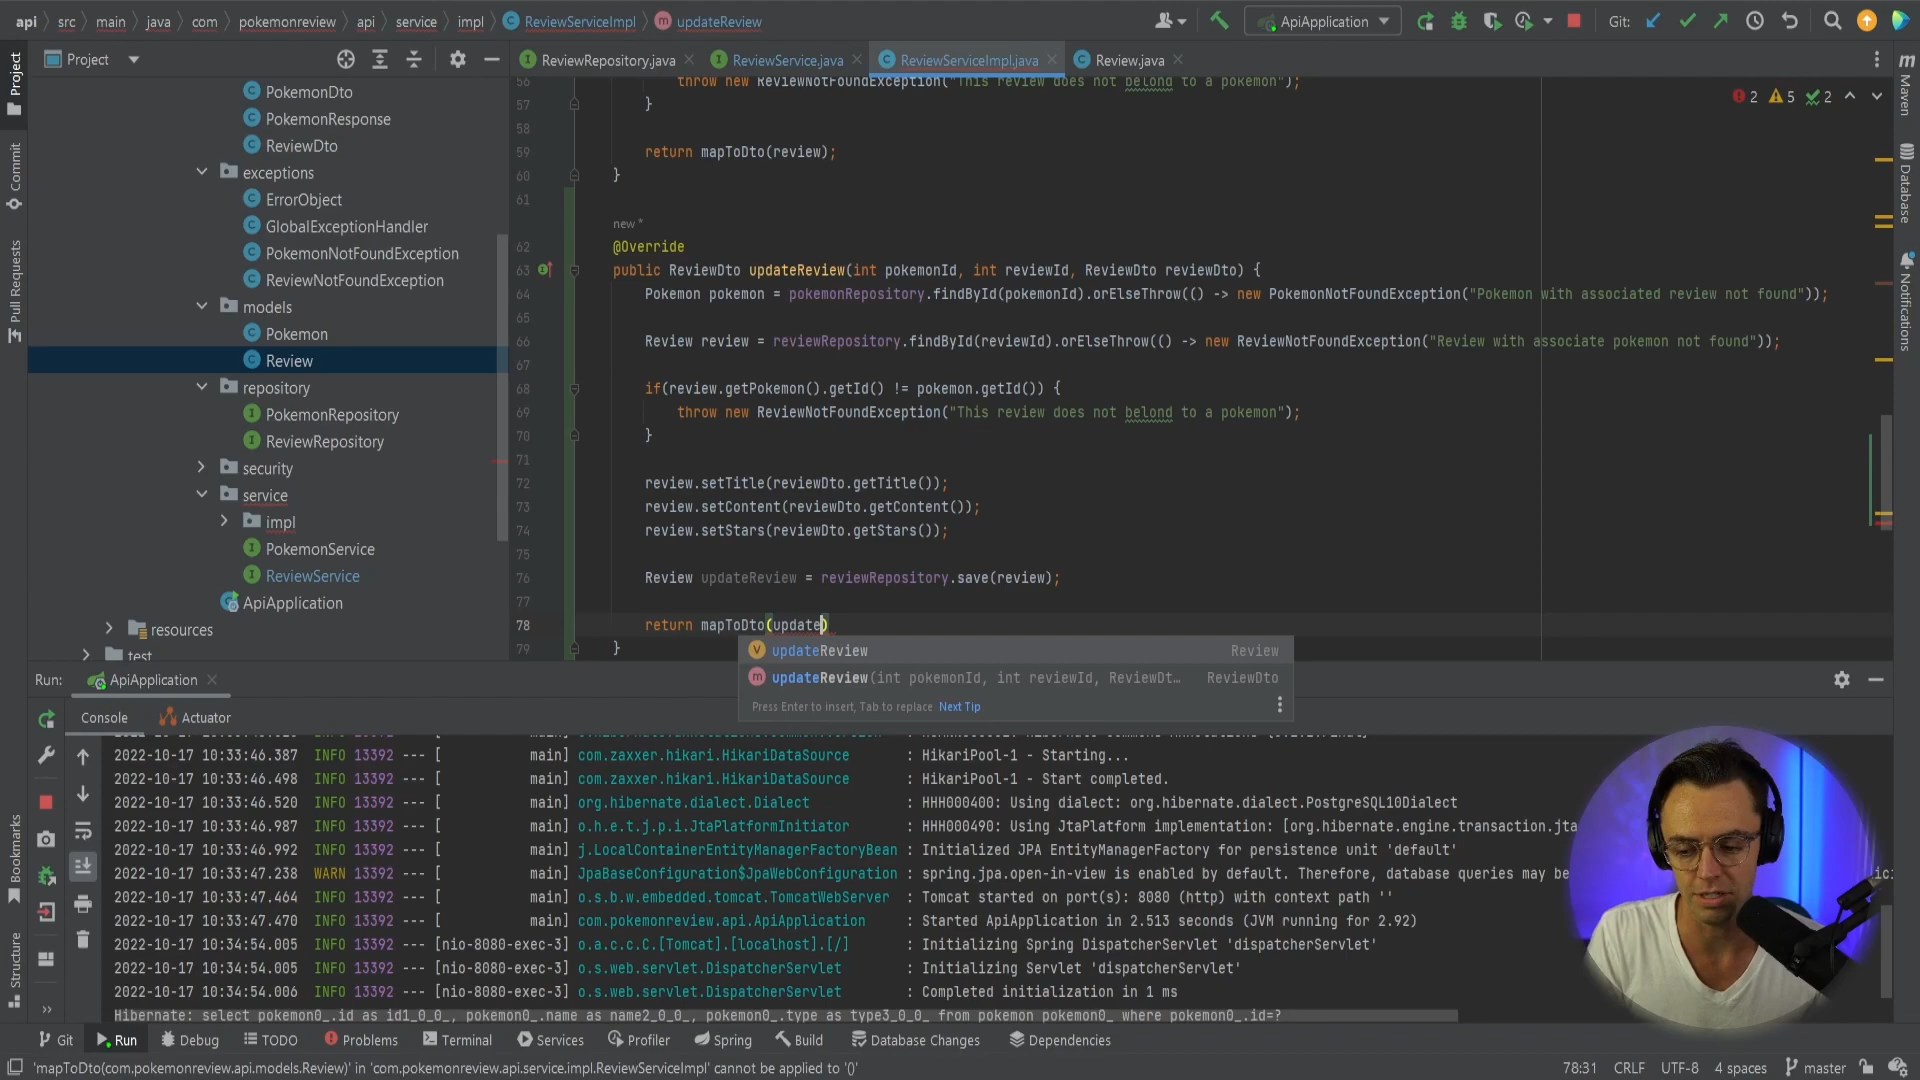 api src main java com pokemonreview api service impl ReviewServiceImpl updateReview
ApiApplication
Git:
Project
PokemonDto
PokemonResponse
ReviewDto
exceptions
ErrorObject
GlobalExceptionHandler
PokemonNotFoundException
ReviewNotFoundException
models
Pokemon
Review
repository
PokemonRepository
ReviewRepository
security
service
impl
PokemonService
ReviewService
ApiApplication
resources
test
Project
Commit
Pull Requests
Bookmarks
Structure
ReviewRepository.java ReviewService.java ReviewServiceImpl.java Review.java
2 5 2
56 throw new ReviewNotFoundException("This review does not belond to a pokemon");
57 }
58
59 return mapToDto(review);
60 }
61
new *
62 @Override
63 public ReviewDto updateReview(int pokemonId, int reviewId, ReviewDto reviewDto) {
64 Pokemon pokemon = pokemonRepository.findById(pokemonId).orElseThrow(() -> new PokemonNotFoundException("Pokemon with associated review not found"));
65
66 Review review = reviewRepository.findById(reviewId).orElseThrow(() -> new ReviewNotFoundException("Review with associate pokemon not found"));
67
68 if(review.getPokemon().getId() != pokemon.getId()) {
69 throw new ReviewNotFoundException("This review does not belond to a pokemon");
70 }
71
72 review.setTitle(reviewDto.getTitle());
73 review.setContent(reviewDto.getContent());
74 review.setStars(reviewDto.getStars());
75
76 Review updateReview = reviewRepository.save(review);
77
78 return mapToDto(update)
79 }
updateReview Review
updateReview(int pokemonId, int reviewId, ReviewDt… ReviewDto
Press Enter to insert, Tab to replace Next Tip
m Maven
Database
Notifications
Run: ApiApplication
Console Actuator
2022-10-17 10:33:46.387 INFO 13392 --- [ main] com.zaxxer.hikari.HikariDataSource : HikariPool-1 - Starting...
2022-10-17 10:33:46.498 INFO 13392 --- [ main] com.zaxxer.hikari.HikariDataSource : HikariPool-1 - Start completed.
2022-10-17 10:33:46.520 INFO 13392 --- [ main] org.hibernate.dialect.Dialect : HHH000400: Using dialect: org.hibernate.dialect.PostgreSQL10Dialect
2022-10-17 10:33:46.987 INFO 13392 --- [ main] o.h.e.t.j.p.i.JtaPlatformInitiator : HHH000490: Using JtaPlatform implementation: [org.hibernate.engine.transaction.jta
2022-10-17 10:33:46.992 INFO 13392 --- [ main] j.LocalContainerEntityManagerFactoryBean : Initialized JPA EntityManagerFactory for persistence unit 'default'
2022-10-17 10:33:47.238 WARN 13392 --- [ main] JpaBaseConfiguration$JpaWebConfiguration : spring.jpa.open-in-view is enabled by default. Therefore, database queries may be
2022-10-17 10:33:47.464 INFO 13392 --- [ main] o.s.b.w.embedded.tomcat.TomcatWebServer : Tomcat started on port(s): 8080 (http) with context path ''
2022-10-17 10:33:47.470 INFO 13392 --- [ main] com.pokemonreview.api.ApiApplication : Started ApiApplication in 2.513 seconds (JVM running for 2.92)
2022-10-17 10:34:54.005 INFO 13392 --- [nio-8080-exec-3] o.a.c.c.C.[Tomcat].[localhost].[/] : Initializing Spring DispatcherServlet 'dispatcherServlet'
2022-10-17 10:34:54.005 INFO 13392 --- [nio-8080-exec-3] o.s.web.servlet.DispatcherServlet : Initializing Servlet 'dispatcherServlet'
2022-10-17 10:34:54.006 INFO 13392 --- [nio-8080-exec-3] o.s.web.servlet.DispatcherServlet : Completed initialization in 1 ms
Hibernate: select pokemon0_.id as id1_0_0_, pokemon0_.name as name2_0_0_, pokemon0_.type as type3_0_0_ from pokemon pokemon0_ where pokemon0_.id=?
Git Run Debug TODO Problems Terminal Services Profiler Spring Build Database Changes Dependencies
'mapToDto(com.pokemonreview.api.models.Review)' in 'com.pokemonreview.api.service.impl.ReviewServiceImpl' cannot be applied to '()' 78:31 CRLF UTF-8 4 spaces master